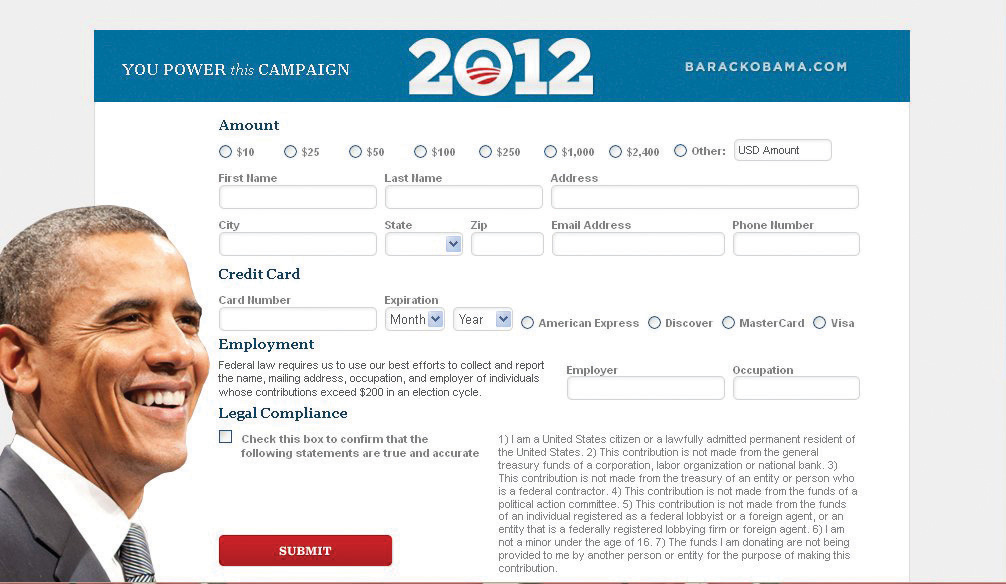 YOU POWER this CAMPAIGN
2012
BARACKOBAMA.COM
Amount
$10 $25 $50 $100 $250 $1,000 $2,400 Other: USD Amount
First Name Last Name Address
City State Zip Email Address Phone Number
Credit Card
Card Number Expiration
Month Year American Express Discover MasterCard Visa
Employment
Federal law requires us to use our best efforts to collect and report
the name, mailing address, occupation, and employer of individuals
whose contributions exceed $200 in an election cycle.
Employer Occupation
Legal Compliance
Check this box to confirm that the
following statements are true and accurate
1) I am a United States citizen or a lawfully admitted permanent resident of
the United States. 2) This contribution is not made from the general
treasury funds of a corporation, labor organization or national bank. 3)
This contribution is not made from the treasury of an entity or person who
is a federal contractor. 4) This contribution is not made from the funds of a
political action committee. 5) This contribution is not made from the funds
of an individual registered as a federal lobbyist or a foreign agent, or an
entity that is a federally registered lobbying firm or foreign agent. 6) I am
not a minor under the age of 16. 7) The funds I am donating are not being
provided to me by another person or entity for the purpose of making this
contribution.
SUBMIT